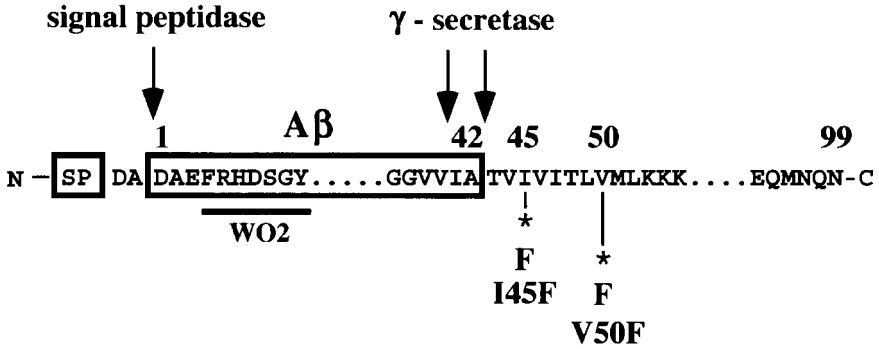 signal peptidase γ - secretase
Aβ
1 42 45 50 99
N – SP DA DAEFRHDSGY.....GGVVIA TVIVITLVMLKKK....EQMNQN-C
WO2
* *
F F
I45F
V50F